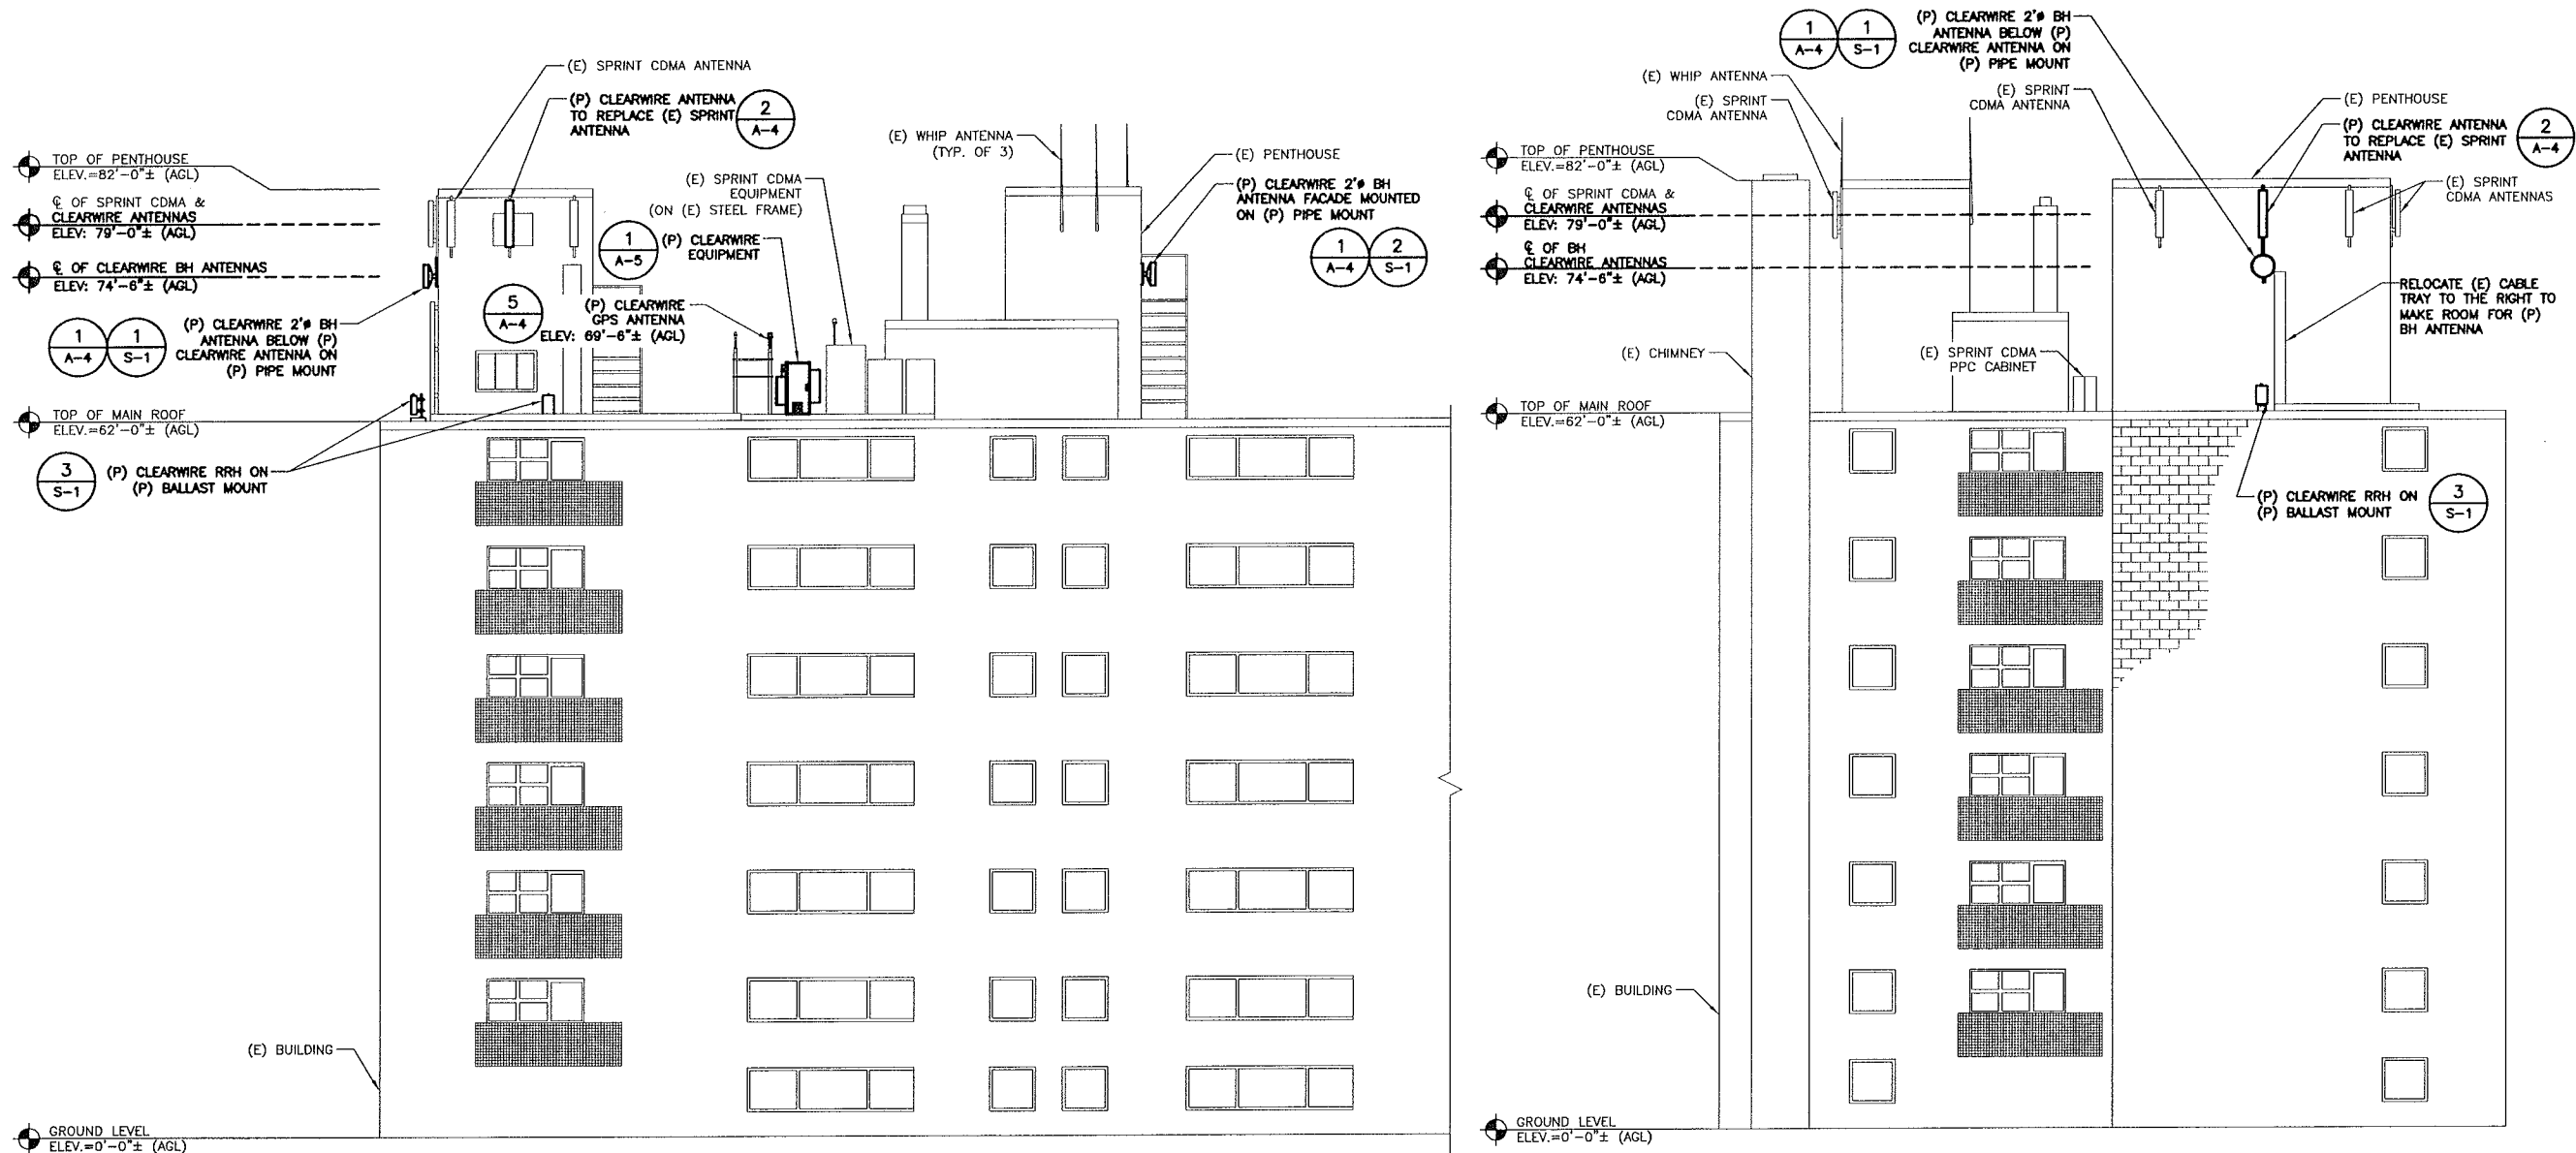 (E) SPRINT CDMA ANTENNA
(P) CLEARWIRE ANTENNA
TO REPLACE (E) SPRINT
ANTENNA
2
A-4
(E) WHIP ANTENNA
(TYP. OF 3)
TOP OF PENTHOUSE
ELEV.=82'-0"± (AGL)
℄ OF SPRINT CDMA &
CLEARWIRE ANTENNAS
ELEV: 79'-0"± (AGL)
℄ OF CLEARWIRE BH ANTENNAS
ELEV: 74'-6"± (AGL)
(E) SPRINT CDMA
EQUIPMENT
(ON (E) STEEL FRAME)
1
A-5
(P) CLEARWIRE
EQUIPMENT
(E) PENTHOUSE
(P) CLEARWIRE 2'ø BH
ANTENNA FACADE MOUNTED
ON (P) PIPE MOUNT
1
A-4
2
S-1
5
A-4
(P) CLEARWIRE
GPS ANTENNA
ELEV: 69'-6"± (AGL)
1
A-4
1
S-1
(P) CLEARWIRE 2'ø BH
ANTENNA BELOW (P)
CLEARWIRE ANTENNA ON
(P) PIPE MOUNT
TOP OF MAIN ROOF
ELEV.=62'-0"± (AGL)
3
S-1
(P) CLEARWIRE RRH ON
(P) BALLAST MOUNT
(E) BUILDING
GROUND LEVEL
ELEV.=0'-0"± (AGL)
1
A-4
1
S-1
(P) CLEARWIRE 2'ø BH
ANTENNA BELOW (P)
CLEARWIRE ANTENNA ON
(P) PIPE MOUNT
(E) WHIP ANTENNA
(E) SPRINT
CDMA ANTENNA
(E) SPRINT
CDMA ANTENNA
(E) PENTHOUSE
(P) CLEARWIRE ANTENNA
TO REPLACE (E) SPRINT
ANTENNA
2
A-4
TOP OF PENTHOUSE
ELEV.=82'-0"± (AGL)
℄ OF SPRINT CDMA &
CLEARWIRE ANTENNAS
ELEV: 79'-0"± (AGL)
℄ OF BH
CLEARWIRE ANTENNAS
ELEV: 74'-6"± (AGL)
(E) SPRINT
CDMA ANTENNAS
RELOCATE (E) CABLE
TRAY TO THE RIGHT TO
MAKE ROOM FOR (P)
BH ANTENNA
(E) CHIMNEY
(E) SPRINT CDMA
PPC CABINET
TOP OF MAIN ROOF
ELEV.=62'-0"± (AGL)
(P) CLEARWIRE RRH ON
(P) BALLAST MOUNT
3
S-1
(E) BUILDING
GROUND LEVEL
ELEV.=0'-0"± (AGL)